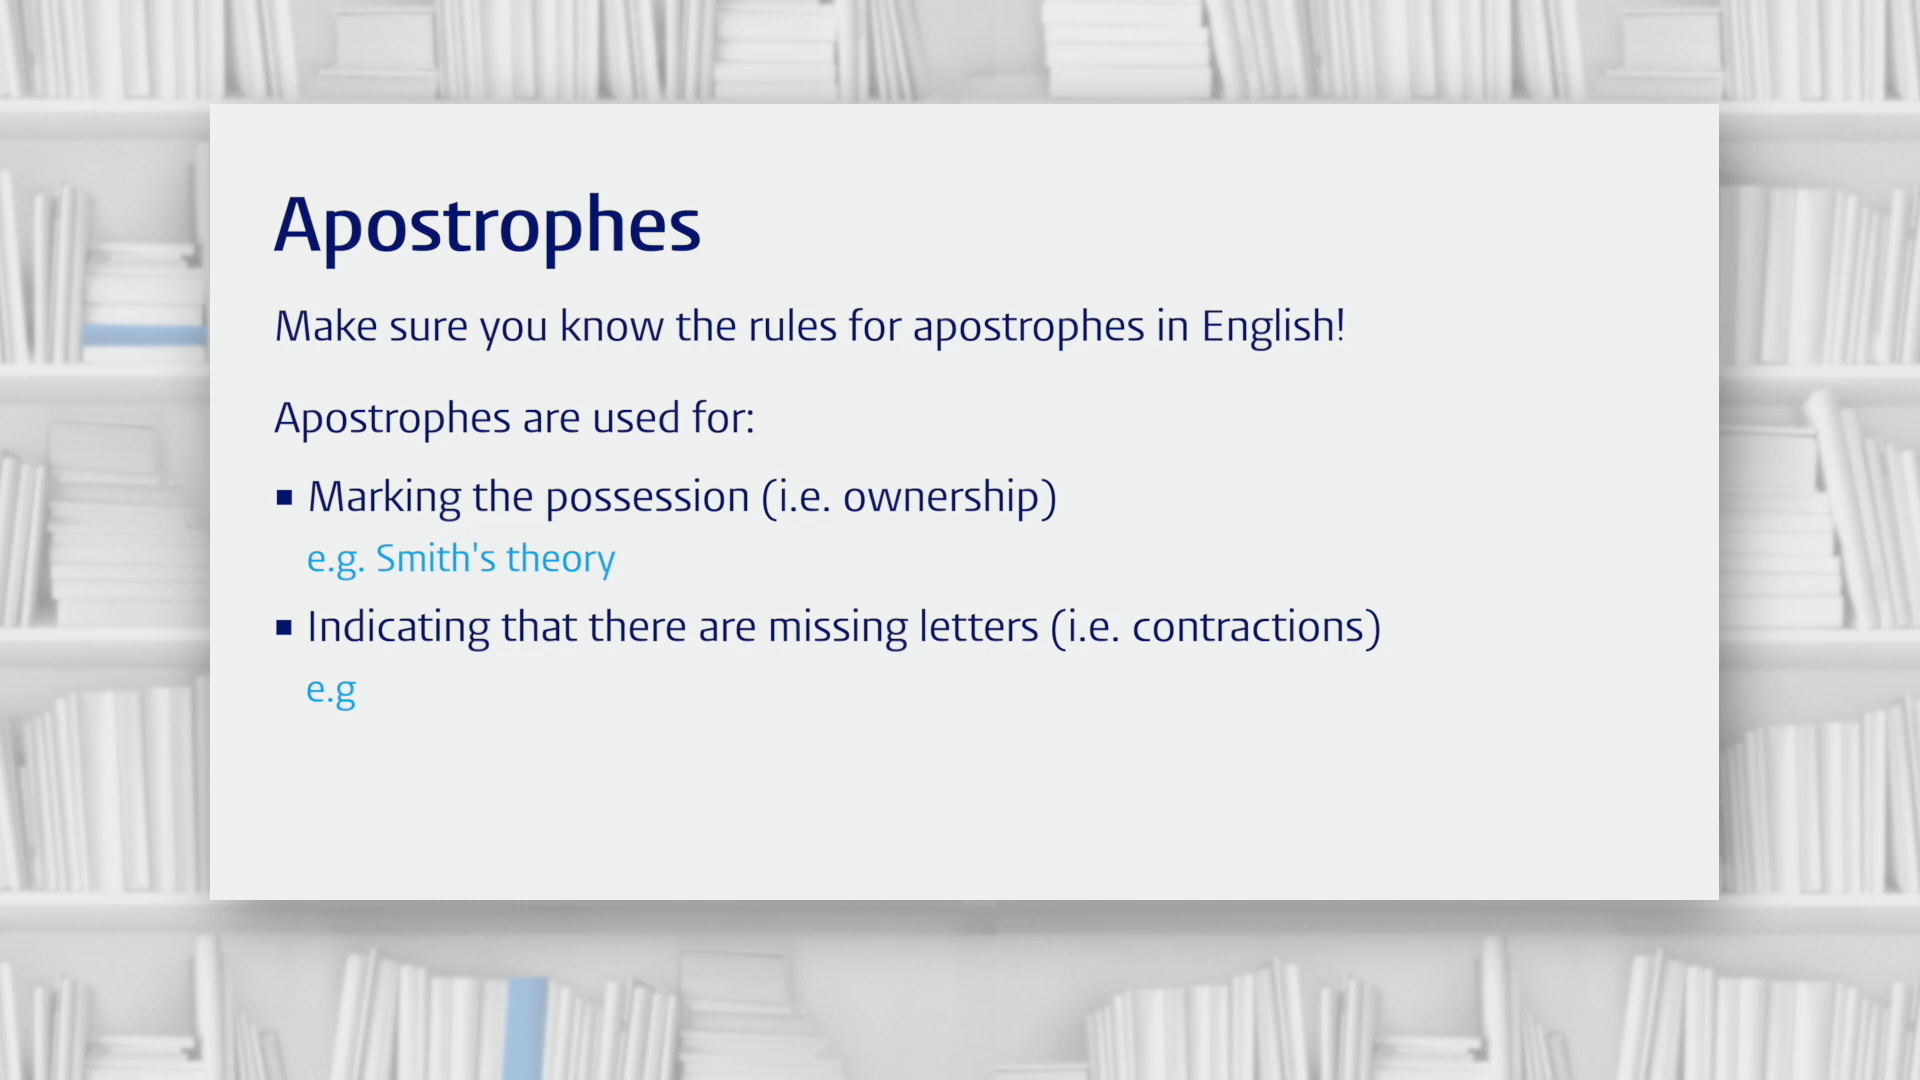 Apostrophes
Make sure you know the rules for apostrophes in English!
Apostrophes are used for:
▪ Marking the possession (i.e. ownership)
e.g. Smith's theory
▪ Indicating that there are missing letters (i.e. contractions)
e.g